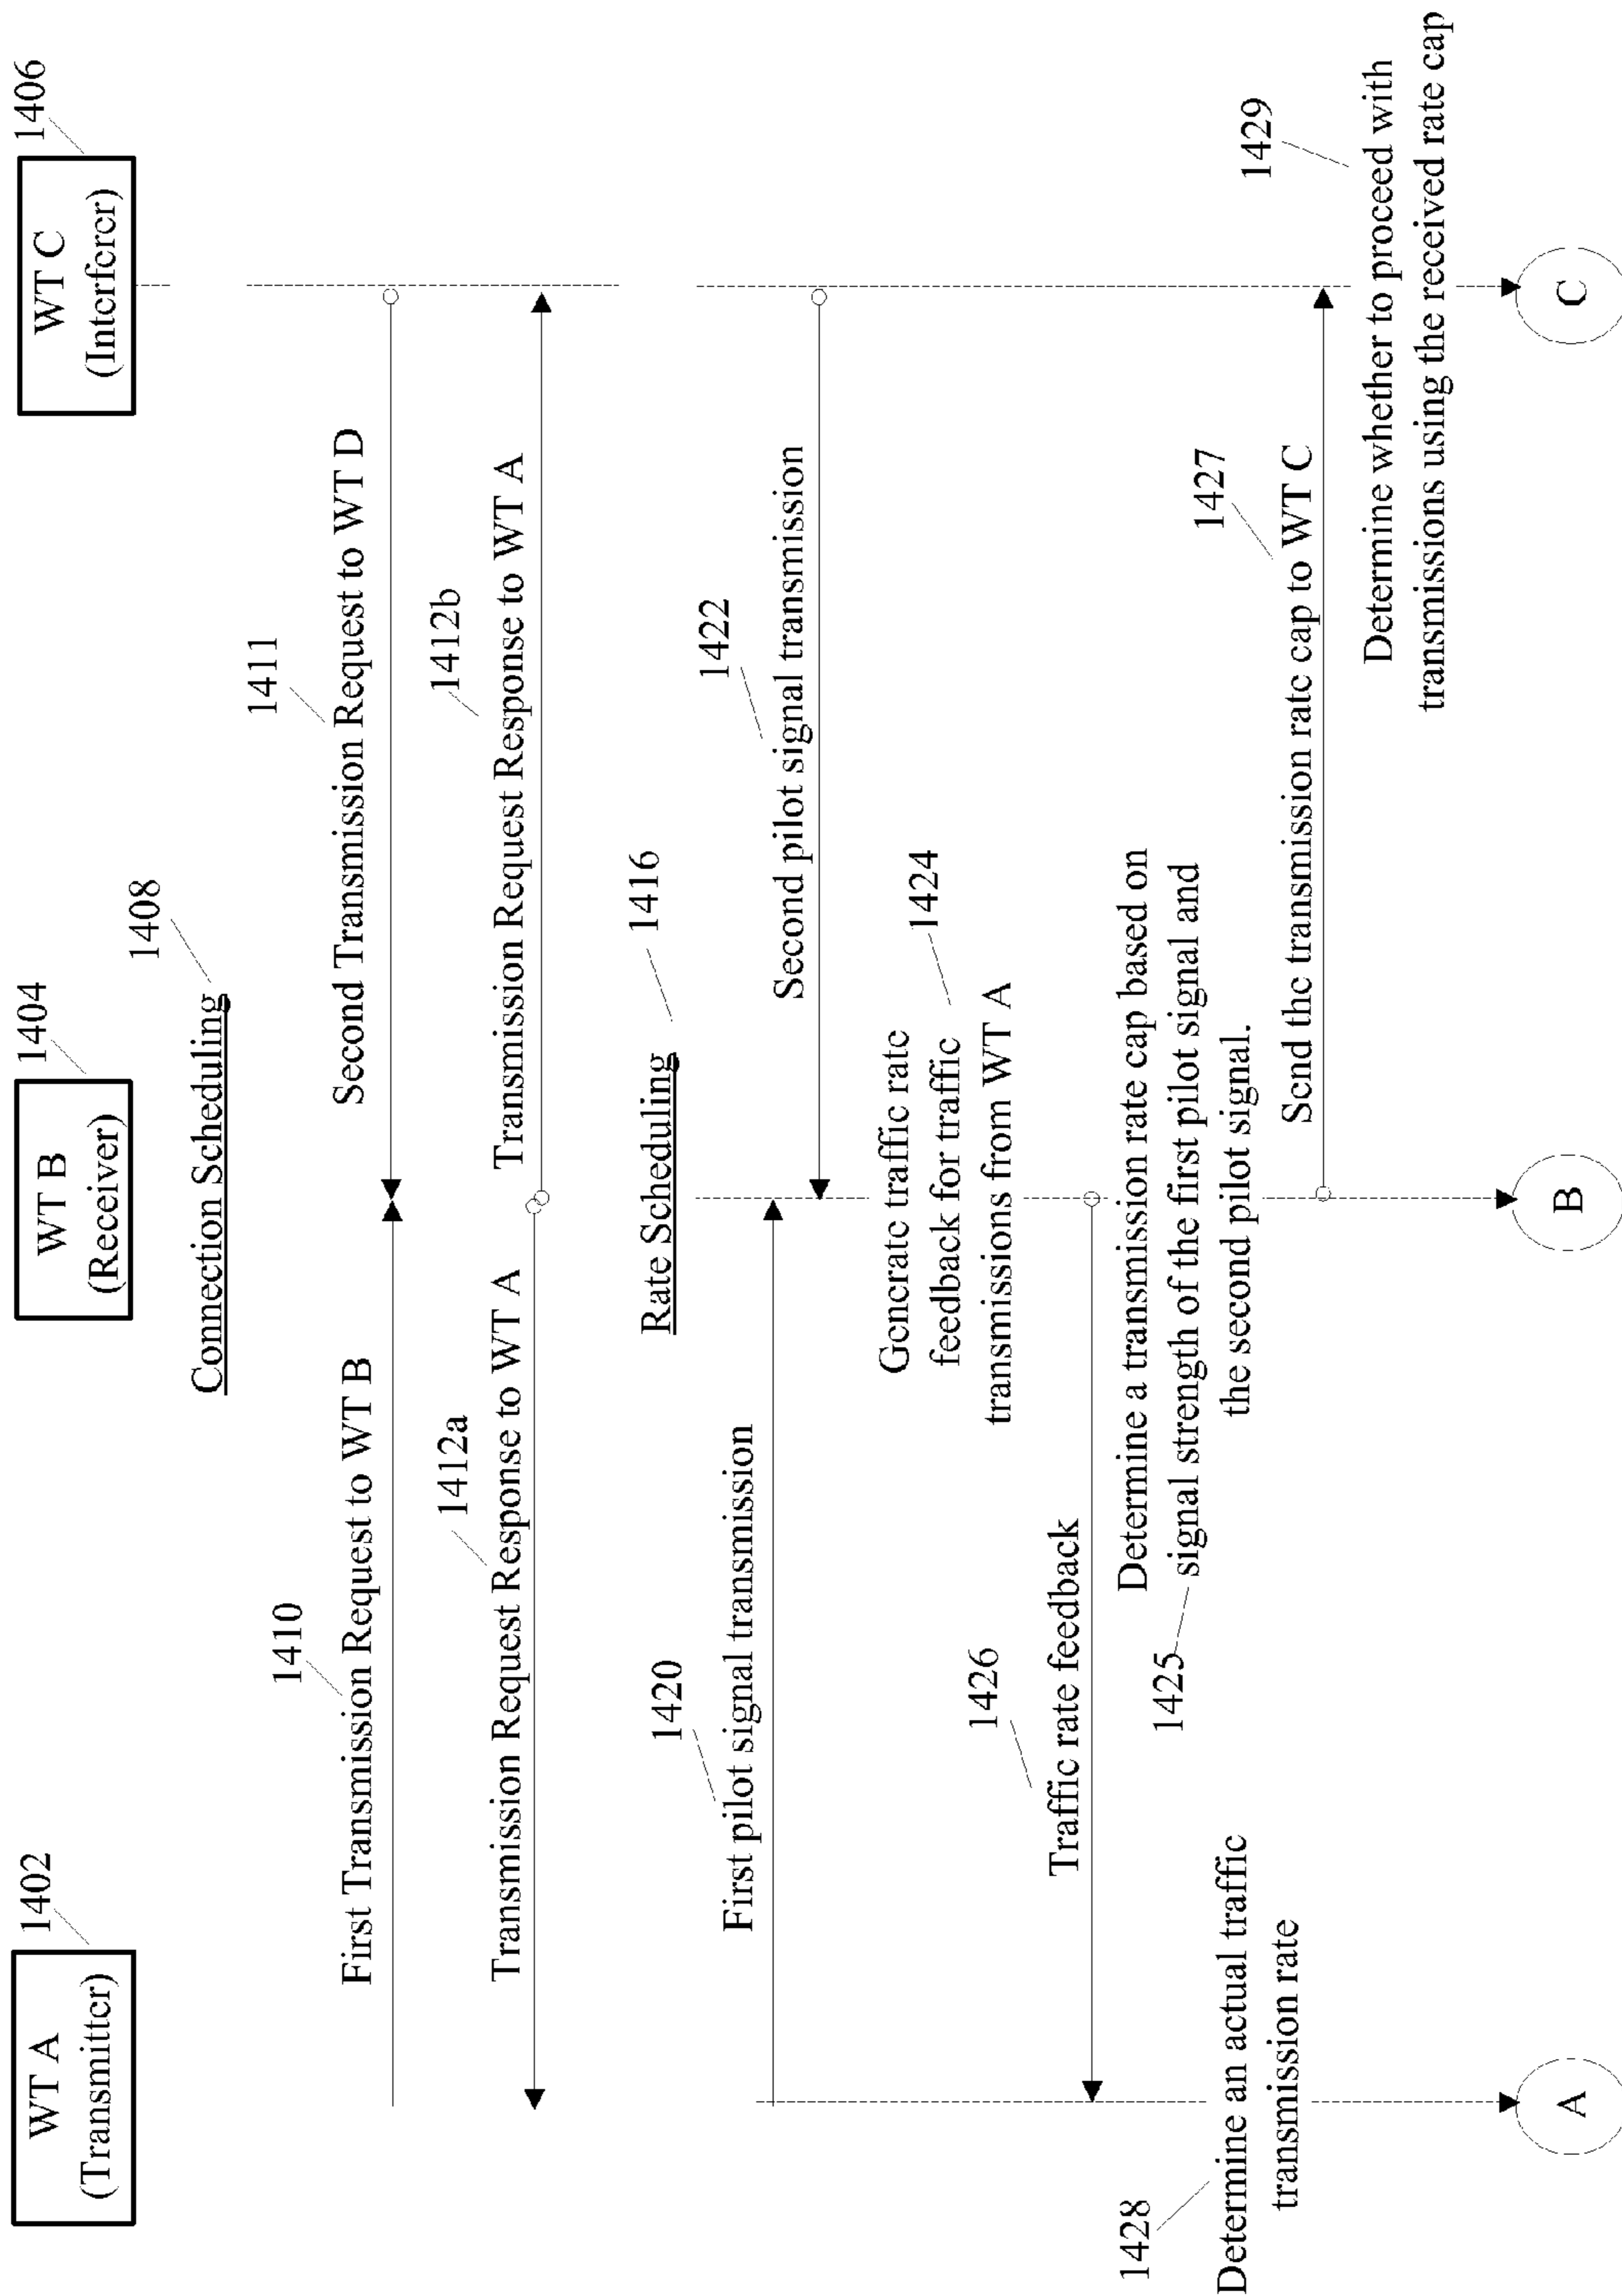 WT A
(Transmitter)
1402
WT B
(Receiver)
1404
WT C
(Interferer)
1406
Connection Scheduling
1408
1410
First Transmission Request to WT B
1411
Second Transmission Request to WT D
1412a
Transmission Request Response to WT A
1412b
Transmission Request Response to WT A
Rate Scheduling
1416
1420
First pilot signal transmission
1422
Second pilot signal transmission
Generate traffic rate
feedback for traffic
transmissions from WT A
1424
1426
Traffic rate feedback
Determine a transmission rate cap based on
signal strength of the first pilot signal and
the second pilot signal.
1425
1427
Send the transmission rate cap to WT C
1428
Determine an actual traffic
transmission rate
1429
Determine whether to proceed with
transmissions using the received rate cap
A
B
C